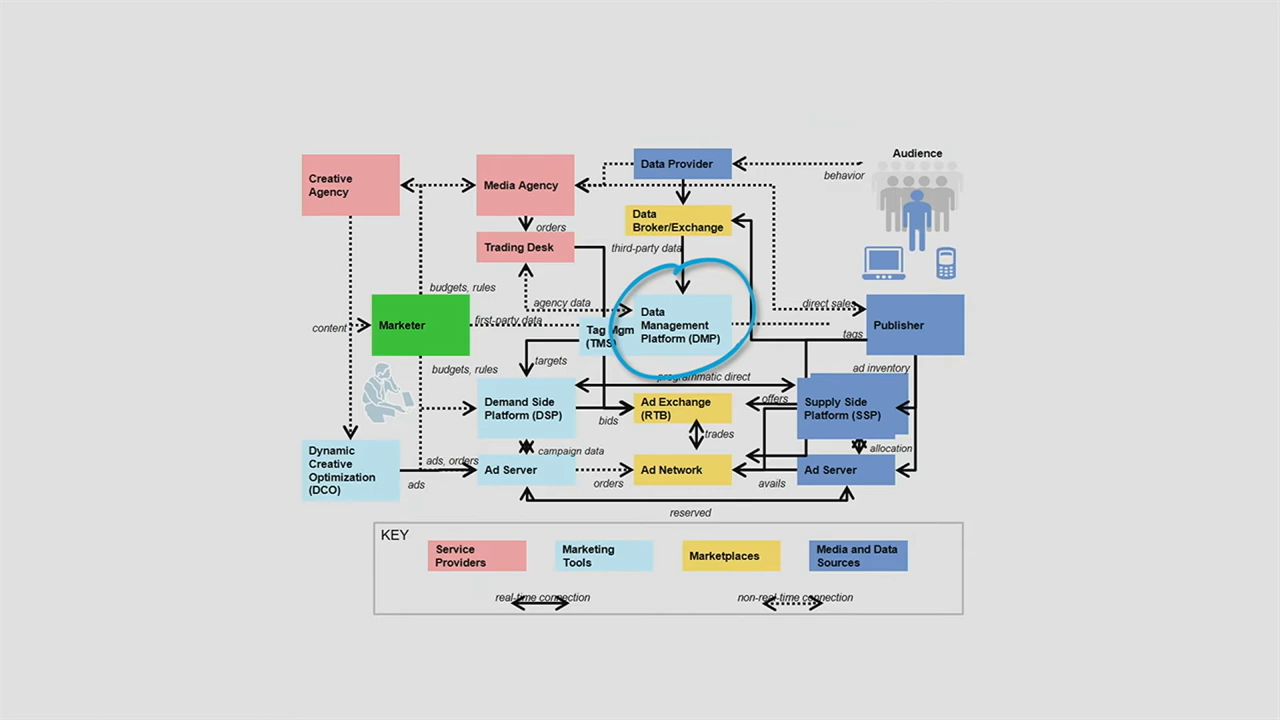 Audience
Creative
Agency
Media Agency
Data Provider
behavior
Data
Broker/Exchange
orders
Trading Desk
third-party data
budgets, rules
agency data
direct sales
content
Marketer
first-party data
Tag Mgm
(TMS)
Data
Management
Platform (DMP)
Publisher
tags
targets
budgets, rules
programmatic direct
ad inventory
Demand Side
Platform (DSP)
bids
Ad Exchange
(RTB)
offers
Supply Side
Platform (SSP)
trades
campaign data
allocation
Dynamic
Creative
Optimization
(DCO)
ads, orders
ads
Ad Server
orders
Ad Network
avails
Ad Server
reserved
KEY
Service
Providers
Marketing
Tools
Marketplaces
Media and Data
Sources
real-time connection
non-real-time connection